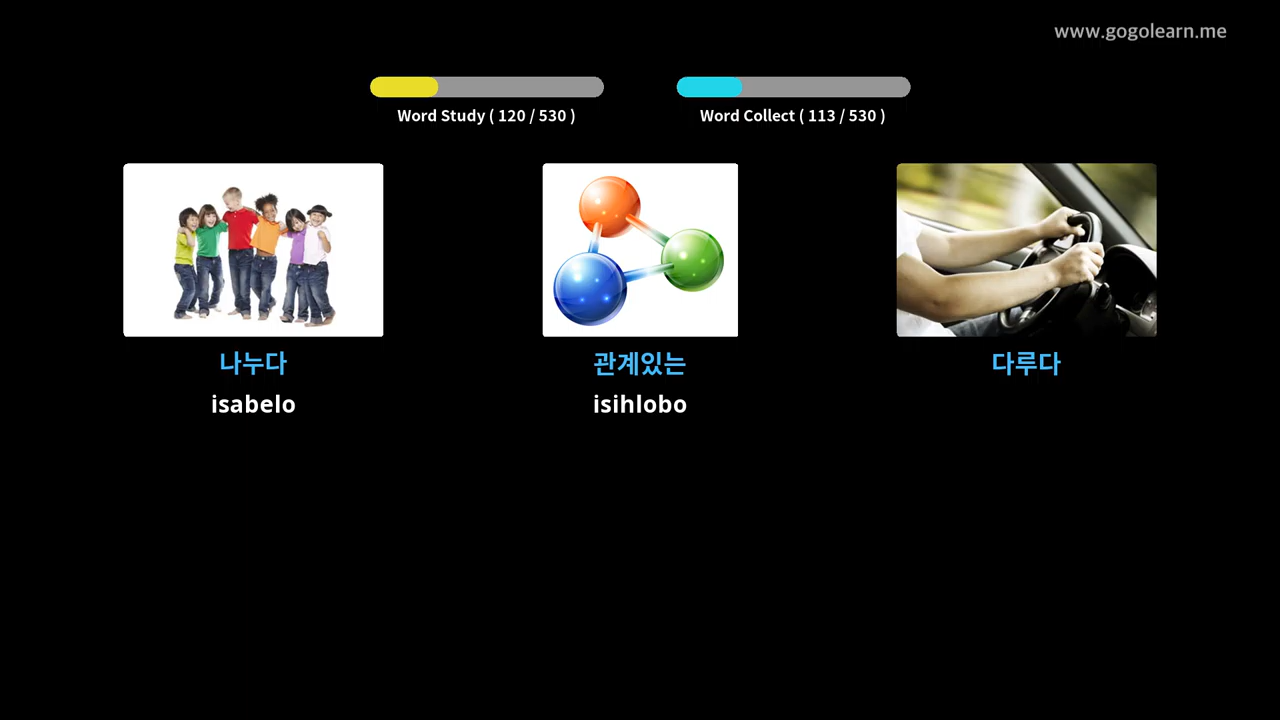 www.gogolearn.me
Word Study ( 120 / 530 )
Word Collect ( 113 / 530 )
나누다
isabelo
관계있는
isihlobo
다루다